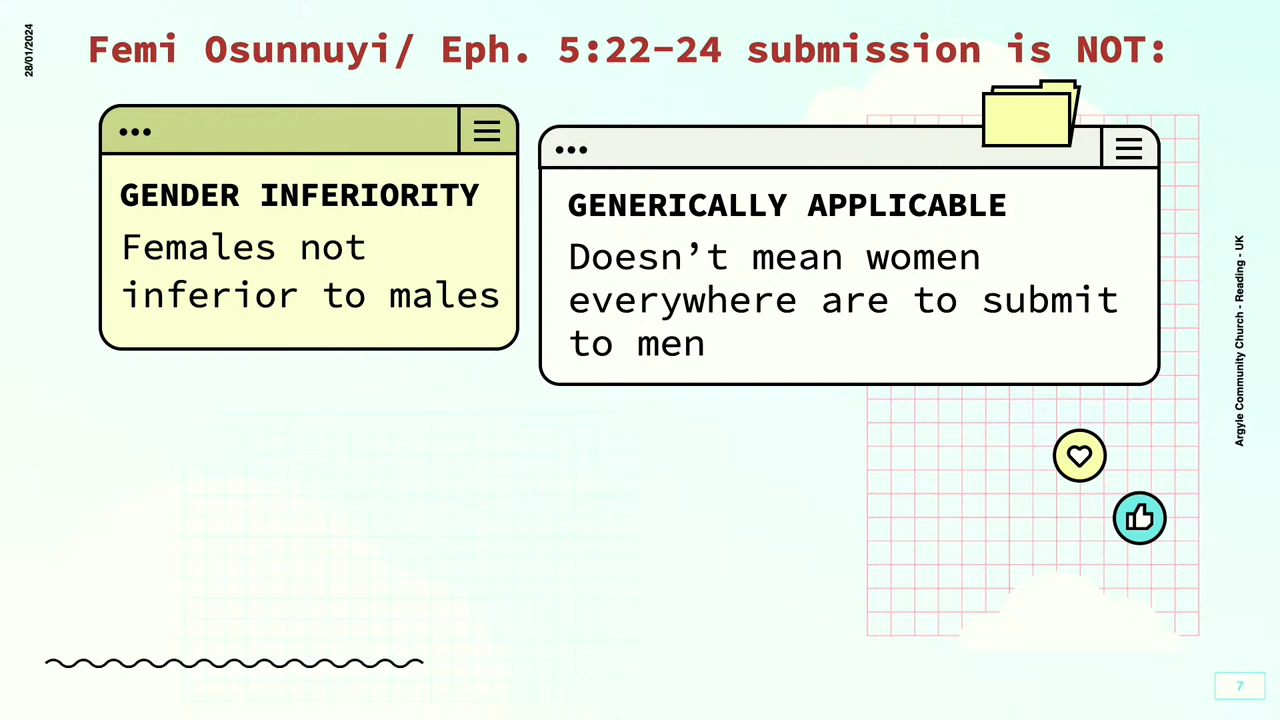 28/01/2024
Femi Osunnuyi/ Eph. 5:22-24 submission is NOT:
GENDER INFERIORITY
Females not
inferior to males
GENERICALLY APPLICABLE
Doesn’t mean women
everywhere are to submit
to men
Argyle Community Church - Reading - UK
7